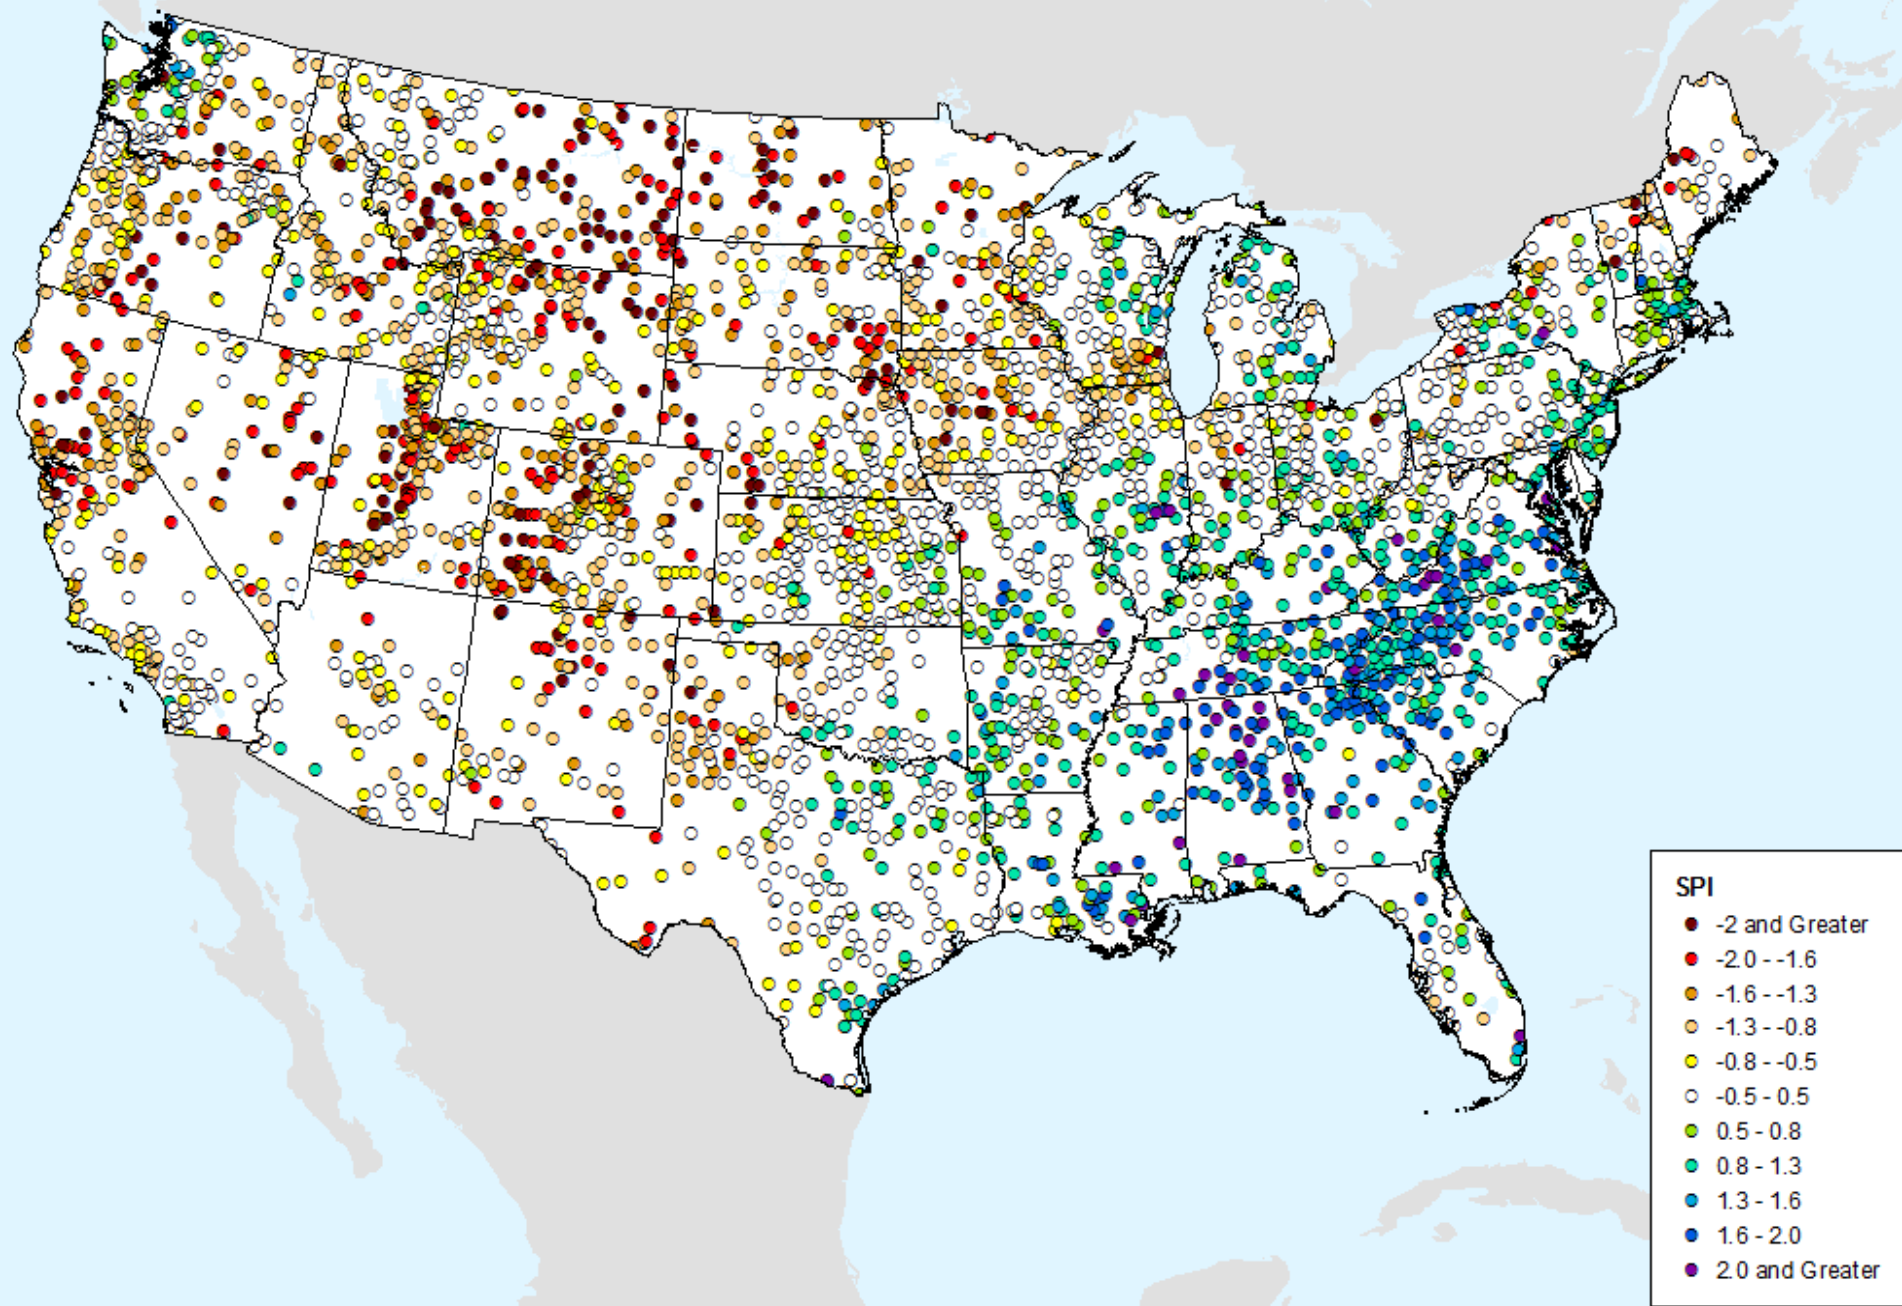 SPI
-2 and Greater
-2.0 - -1.6
-1.6 - -1.3
-1.3 - -0.8
-0.8 - -0.5
-0.5 - 0.5
0.5 - 0.8
0.8 - 1.3
1.3 - 1.6
1.6 - 2.0
2.0 and Greater